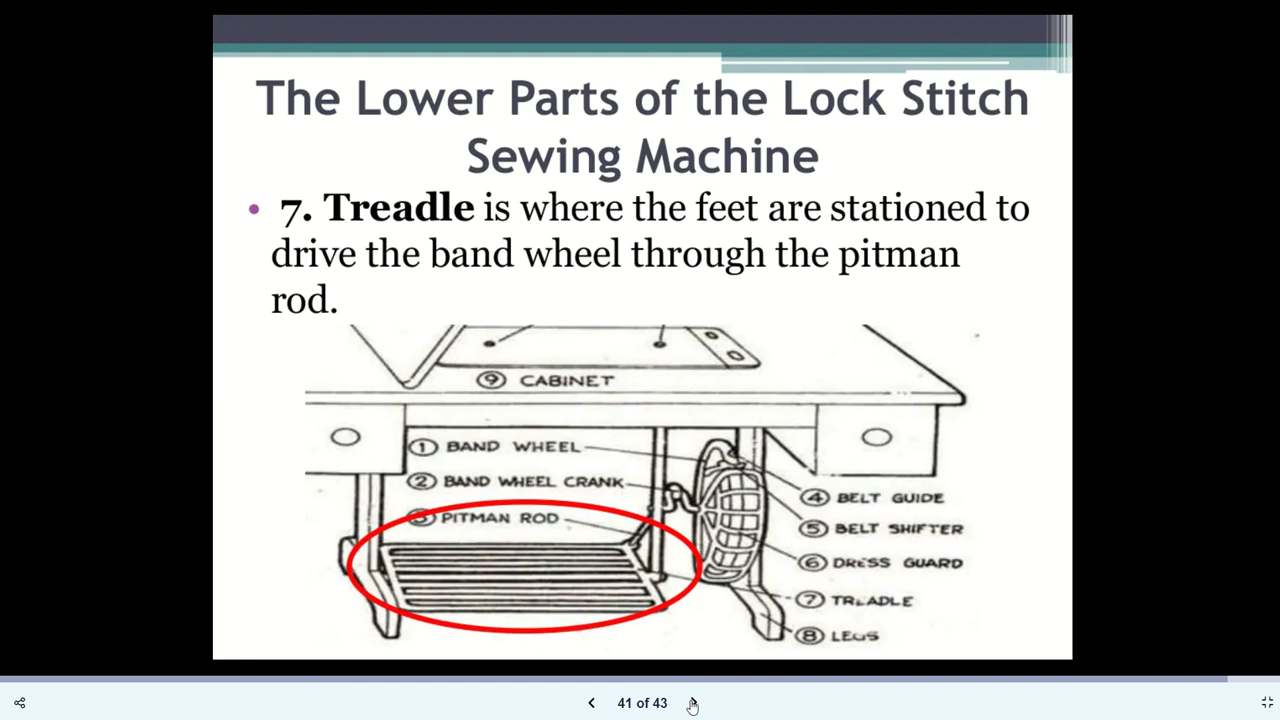 The Lower Parts of the Lock Stitch
Sewing Machine
• 7. Treadle is where the feet are stationed to
drive the band wheel through the pitman
rod.
9 CABINET
1 BAND WHEEL
2 BAND WHEEL CRANK
3 PITMAN ROD
4 BELT GUIDE
5 BELT SHIFTER
6 DRESS GUARD
7 TREADLE
8 LEGS
41 of 43